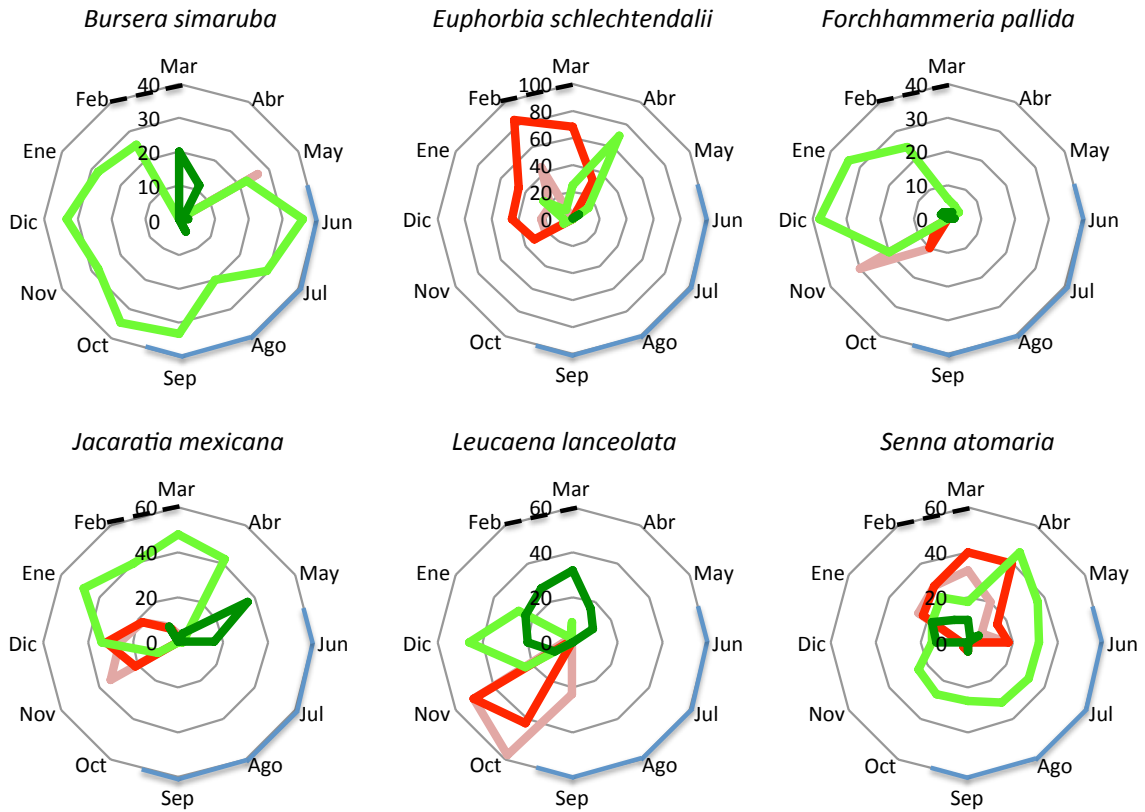 Bursera simaruba
Mar
Abr
May
Jun
Jul
Ago
Sep
Oct
Nov
Dic
Ene
Feb
40
30
20
10
0
Euphorbia schlechtendalii
Mar
Abr
May
Jun
Jul
Ago
Sep
Oct
Nov
Dic
Ene
Feb
100
80
60
40
20
0
Forchhammeria pallida
Mar
Abr
May
Jun
Jul
Ago
Sep
Oct
Nov
Dic
Ene
Feb
40
30
20
10
0
Jacaratia mexicana
Mar
Abr
May
Jun
Jul
Ago
Sep
Oct
Nov
Dic
Ene
Feb
60
40
20
0
Leucaena lanceolata
Mar
Abr
May
Jun
Jul
Ago
Sep
Oct
Nov
Dic
Ene
Feb
60
40
20
0
Senna atomaria
Mar
Abr
May
Jun
Jul
Ago
Sep
Oct
Nov
Dic
Ene
Feb
60
40
20
0